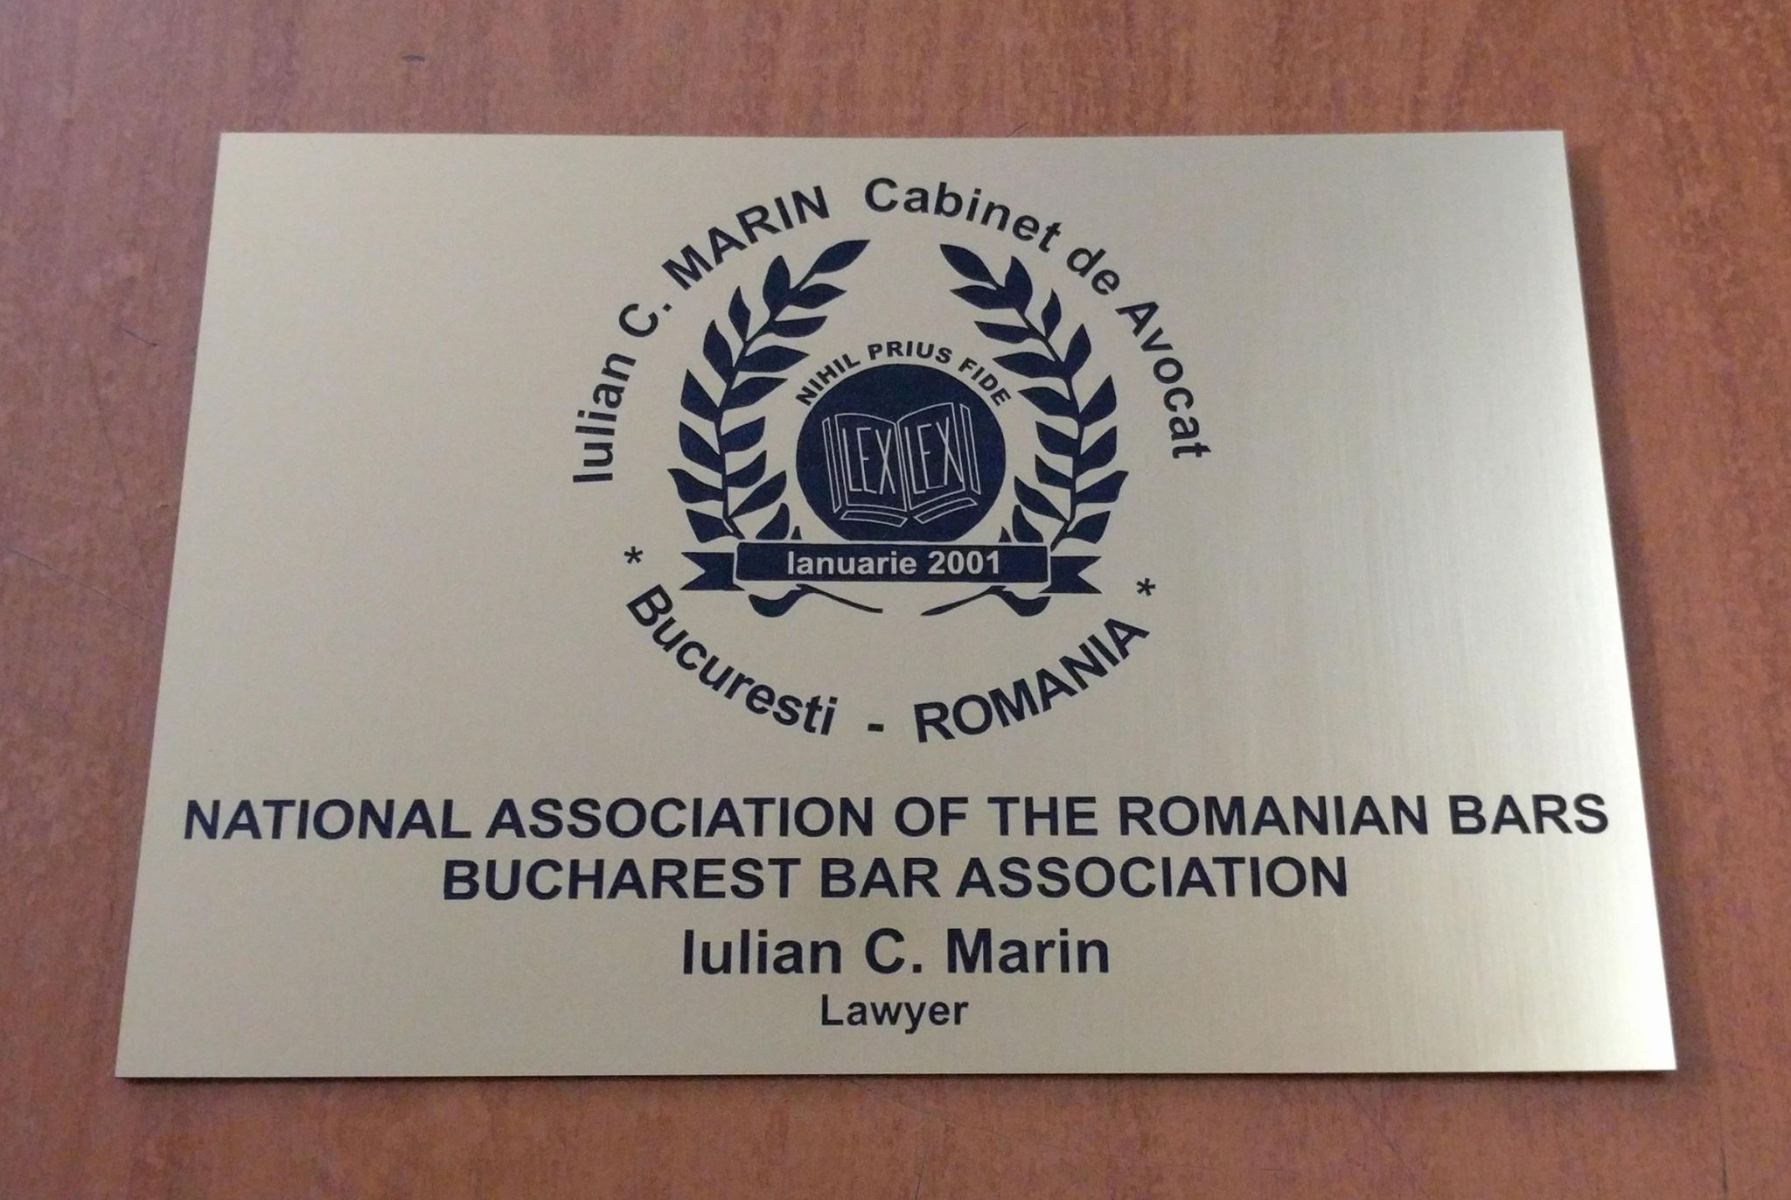 Iulian C. MARIN Cabinet de Avocat
NIHIL PRIUS FIDE
LEX LEX
Ianuarie 2001
* Bucuresti - ROMANIA *
NATIONAL ASSOCIATION OF THE ROMANIAN BARS
BUCHAREST BAR ASSOCIATION
Iulian C. Marin
Lawyer